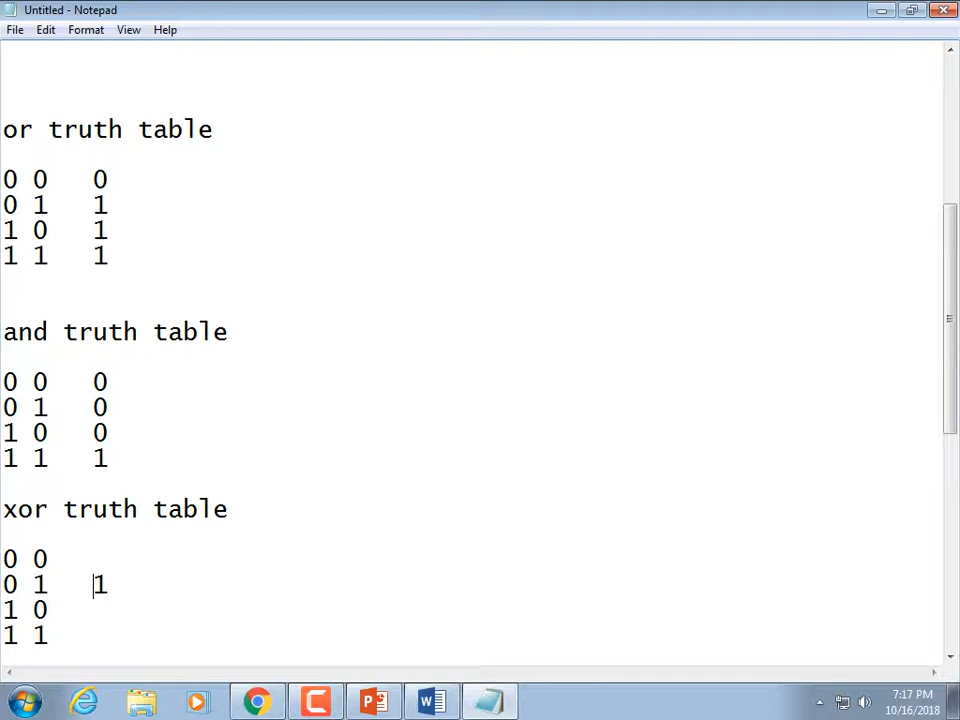 Untitled - Notepad
File Edit Format View Help
or truth table
0 0   0
0 1   1
1 0   1
1 1   1
and truth table
0 0   0
0 1   0
1 0   0
1 1   1
xor truth table
0 0
0 1   1
1 0
1 1
7:17 PM
10/16/2018